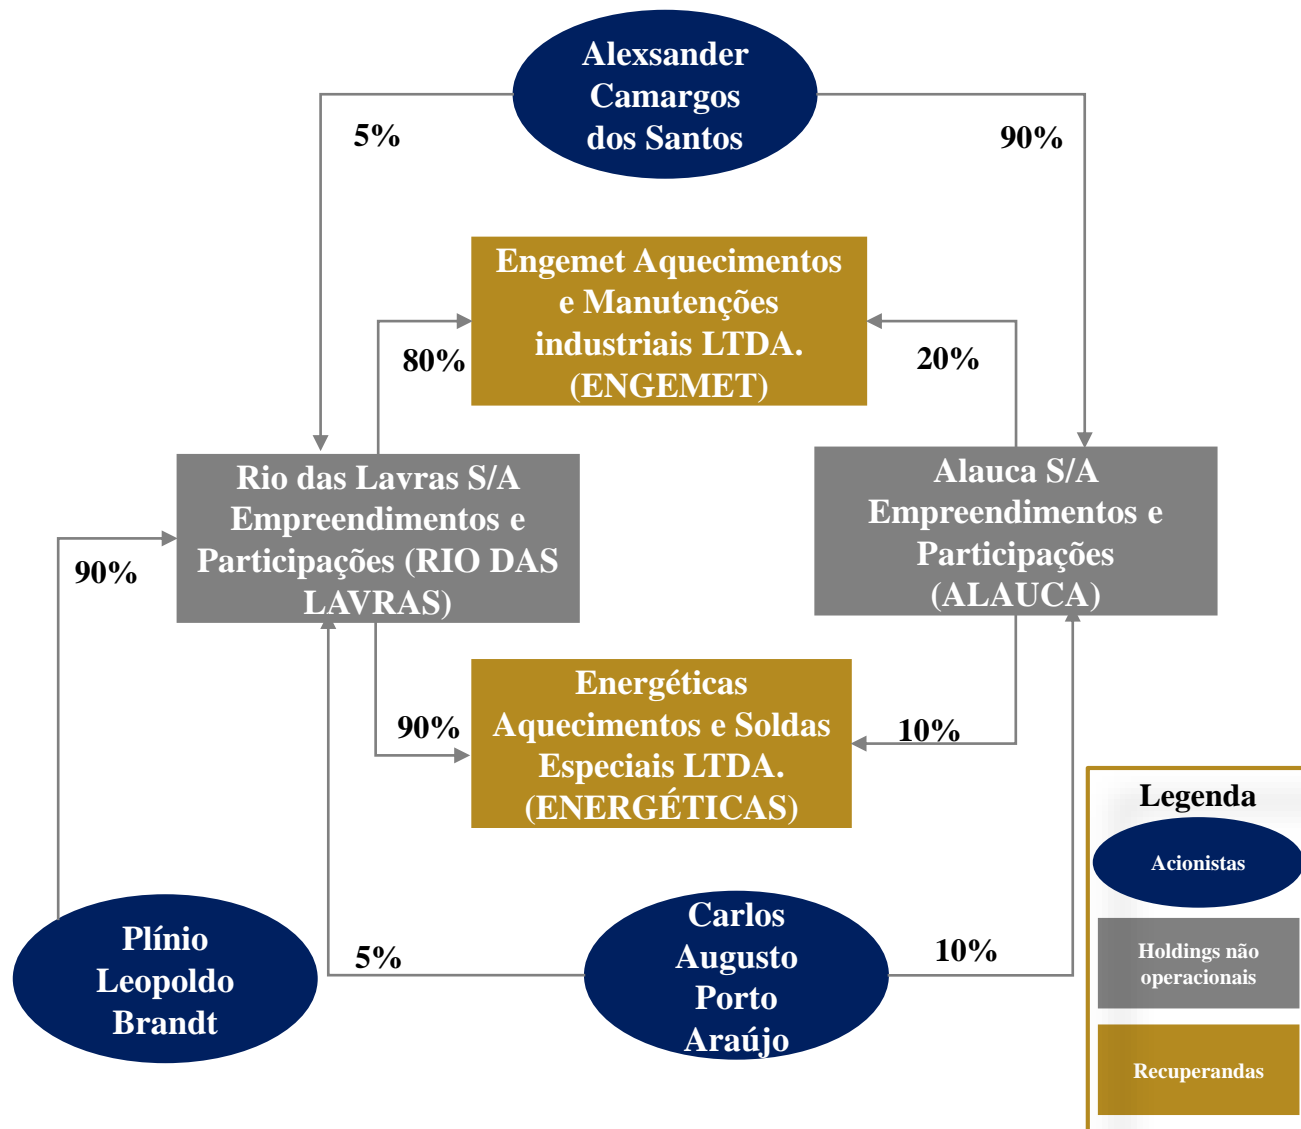 Alexsander
Camargos
dos Santos
5%
90%
Engemet Aquecimentos
e Manutenções
industriais LTDA.
(ENGEMET)
80%
20%
Rio das Lavras S/A
Empreendimentos e
Participações (RIO DAS
LAVRAS)
Alauca S/A
Empreendimentos e
Participações
(ALAUCA)
90%
Energéticas
Aquecimentos e Soldas
Especiais LTDA.
(ENERGÉTICAS)
90%
10%
Plínio
Leopoldo
Brandt
5%
Carlos
Augusto
Porto
Araújo
10%
Legenda
Acionistas
Holdings não
operacionais
Recuperandas